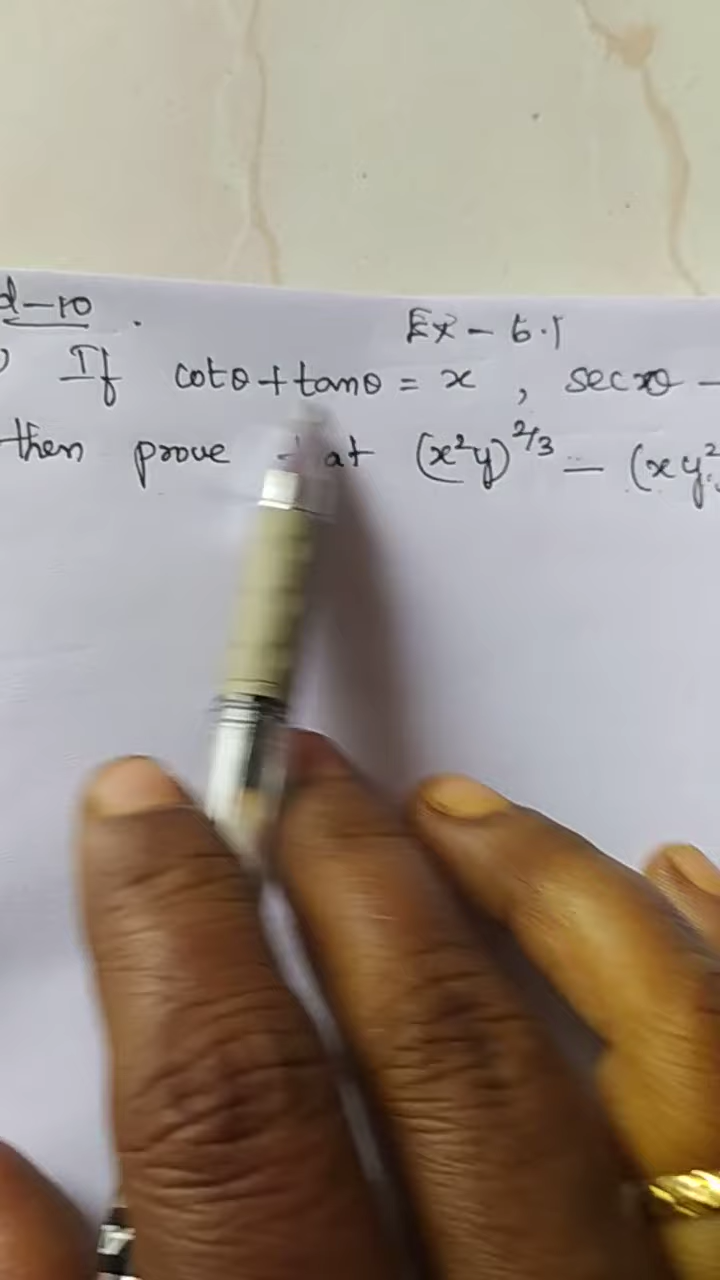 d-10 . Ex - 6.1
) If cotθ + tanθ = x , secθ -
then prove at (x²y)^2/3 - (xy²